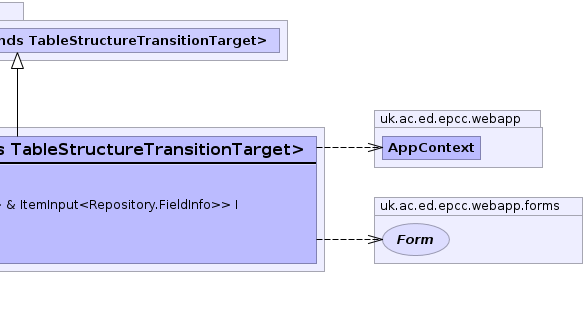 nds TableStructureTransitionTarget>
uk.ac.ed.epcc.webapp
AppContext
s TableStructureTransitionTarget>
& ItemInput<Repository.FieldInfo>> I
uk.ac.ed.epcc.webapp.forms
Form